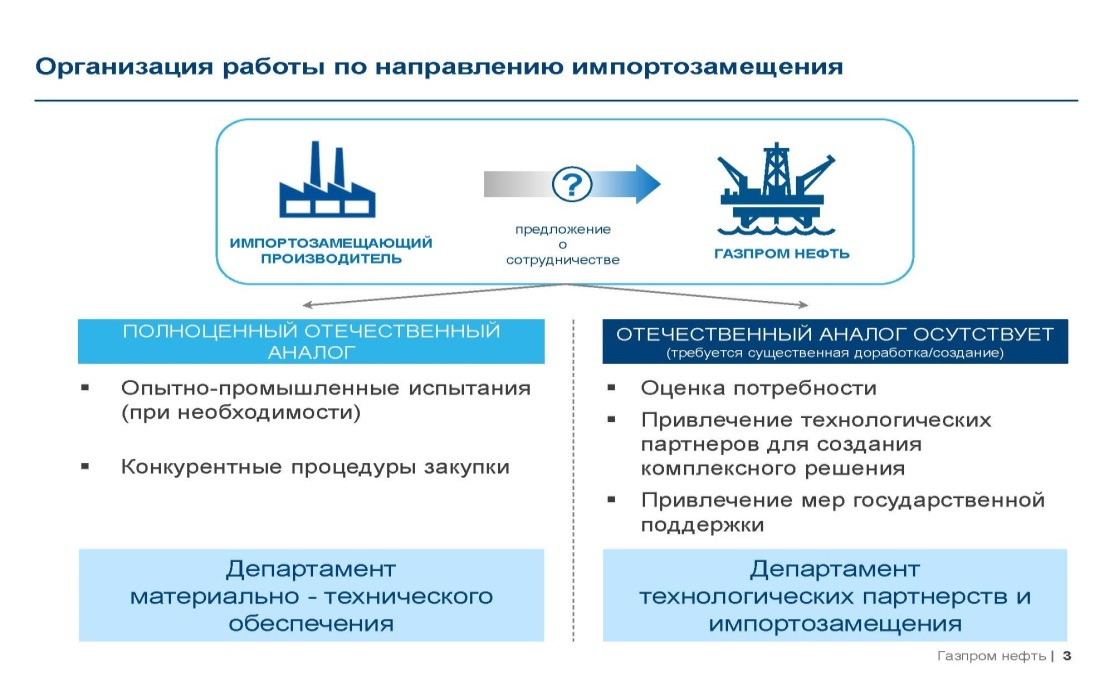 Организация работы по направлению импортозамещения
?
ИМПОРТОЗАМЕЩАЮЩИЙ
ПРОИЗВОДИТЕЛЬ
предложение
о
сотрудничестве
ГАЗПРОМ НЕФТЬ
ПОЛНОЦЕННЫЙ ОТЕЧЕСТВЕННЫЙ
АНАЛОГ
▪ Опытно-промышленные испытания
(при необходимости)
▪ Конкурентные процедуры закупки
Департамент
материально - технического
обеспечения
ОТЕЧЕСТВЕННЫЙ АНАЛОГ ОСУТСТВУЕТ
(требуется существенная доработка/создание)
▪ Оценка потребности
▪ Привлечение технологических
партнеров для создания
комплексного решения
▪ Привлечение мер государственной
поддержки
Департамент
технологических партнерств и
импортозамещения
Газпром нефть | 3